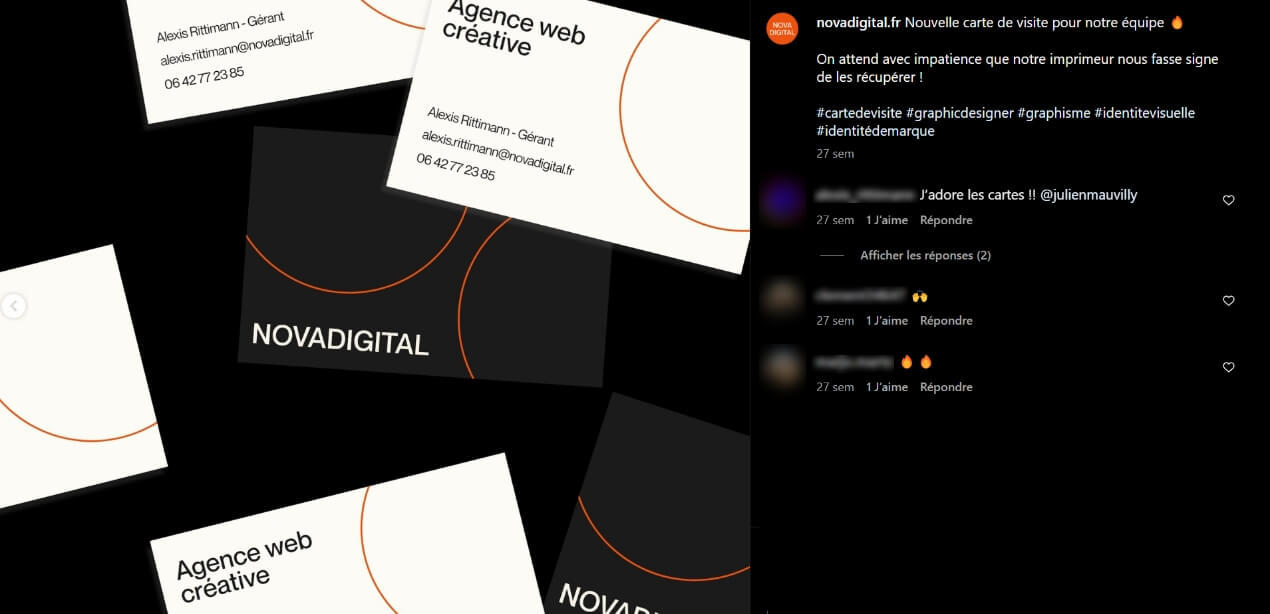 Alexis Rittimann - Gérant
alexis.rittimann@novadigital.fr
06 42 77 23 85
Agence web
créative
Alexis Rittimann - Gérant
alexis.rittimann@novadigital.fr
06 42 77 23 85
NOVADIGITAL
Agence web
créative
NOVADI
NOVA
DIGITAL
novadigital.fr Nouvelle carte de visite pour notre équipe 🔥
On attend avec impatience que notre imprimeur nous fasse signe
de les récupérer !
#cartedevisite #graphicdesigner #graphisme #identitevisuelle
#identitédemarque
27 sem
J'adore les cartes !! @julienmauvilly
27 sem 1 J'aime Répondre
Afficher les réponses (2)
🙌
27 sem 1 J'aime Répondre
🔥 🔥
27 sem 1 J'aime Répondre